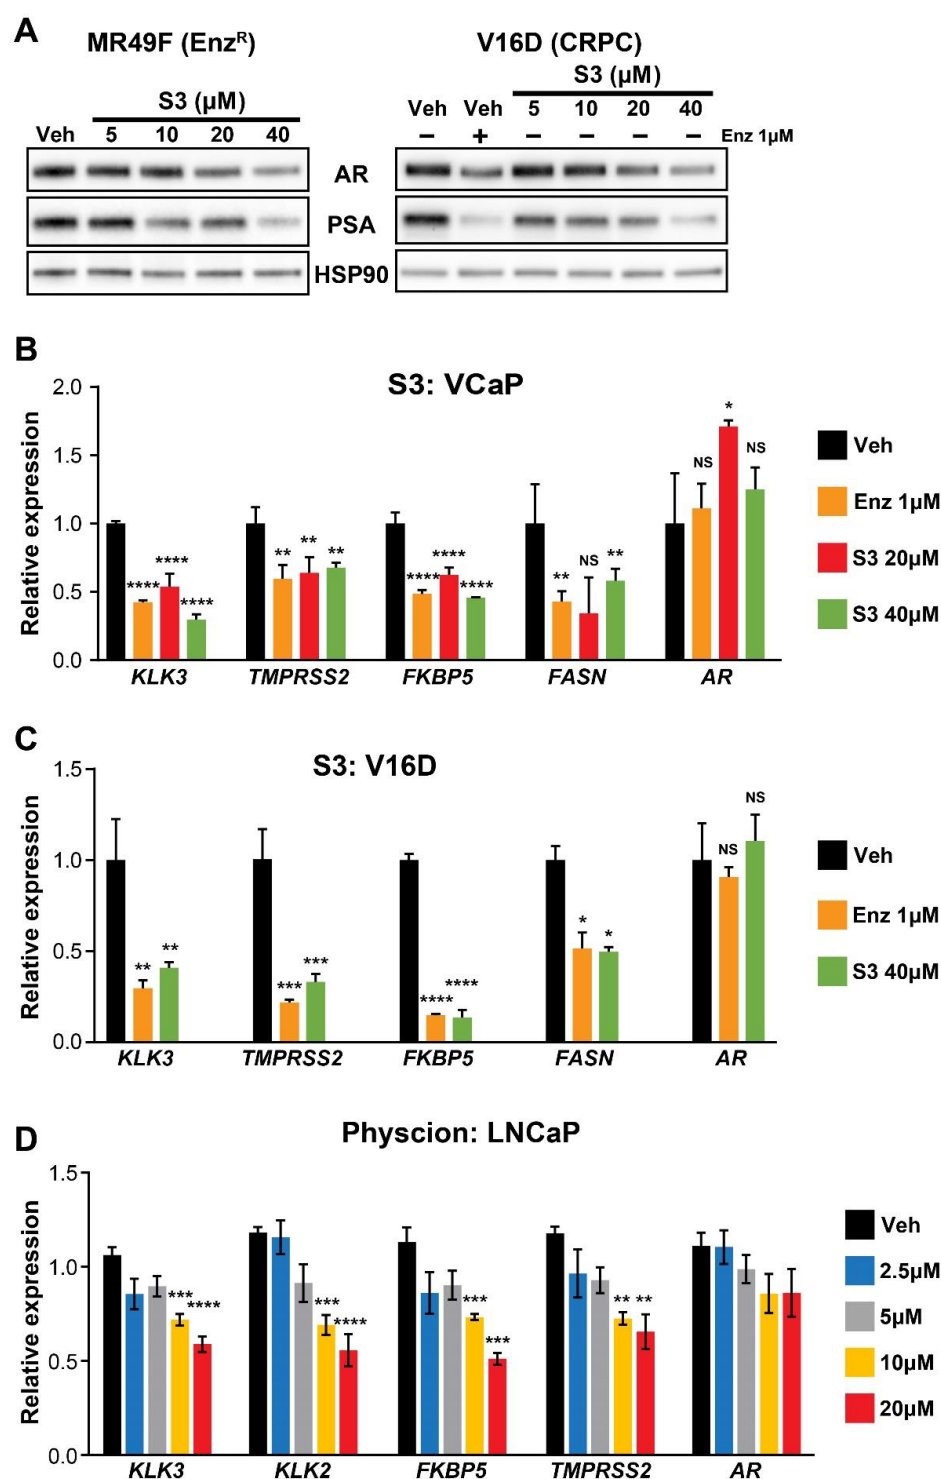 A
MR49F (Enzᴿ)
S3 (µM)
Veh 5 10 20 40
V16D (CRPC)
S3 (µM)
Veh Veh 5 10 20 40
− + − − − − Enz 1µM
AR
PSA
HSP90
B
S3: VCaP
Relative expression
2.0
1.5
1.0
0.5
0.0
**** **** ****
** ** **
**** **** ****
** NS **
NS * NS
KLK3 TMPRSS2 FKBP5 FASN AR
Veh
Enz 1µM
S3 20µM
S3 40µM
C
S3: V16D
Relative expression
1.5
1.0
0.5
0.0
** **
*** ***
**** ****
* *
NS NS
KLK3 TMPRSS2 FKBP5 FASN AR
Veh
Enz 1µM
S3 40µM
D
Physcion: LNCaP
Relative expression
1.5
1.0
0.5
0.0
*** ****
*** ****
*** ***
** **
KLK3 KLK2 FKBP5 TMPRSS2 AR
Veh
2.5µM
5µM
10µM
20µM